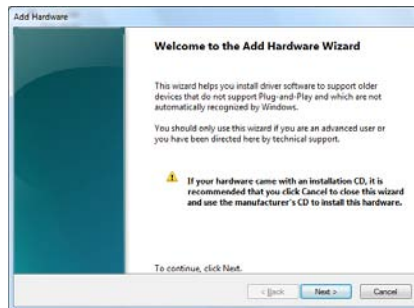 Add Hardware
Welcome to the Add Hardware Wizard
This wizard helps you install driver software to support older
devices that do not support Plug-and-Play and which are not
automatically recognized by Windows.
You should only use this wizard if you are an advanced user or
you have been directed here by technical support.
If your hardware came with an installation CD, it is
recommended that you click Cancel to close this wizard
and use the manufacturer's CD to install this hardware.
To continue, click Next.
< Back Next > Cancel